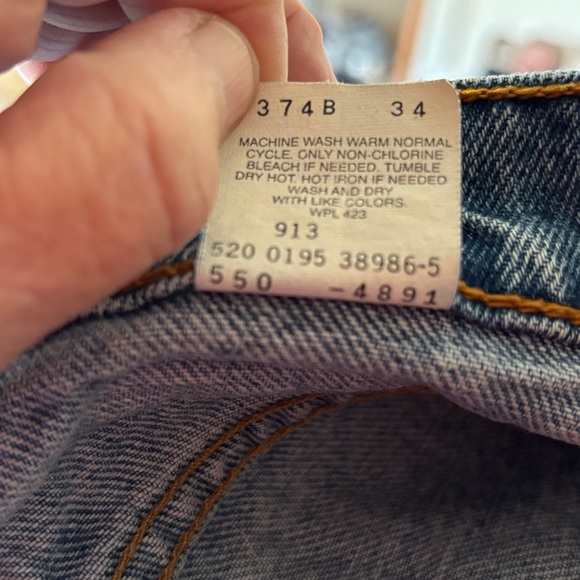 374B 34
MACHINE WASH WARM NORMAL
CYCLE. ONLY NON-CHLORINE
BLEACH IF NEEDED. TUMBLE
DRY HOT. HOT IRON IF NEEDED
WASH AND DRY
WITH LIKE COLORS.
WPL 423
913
520 0195 38986-5
550 -4891